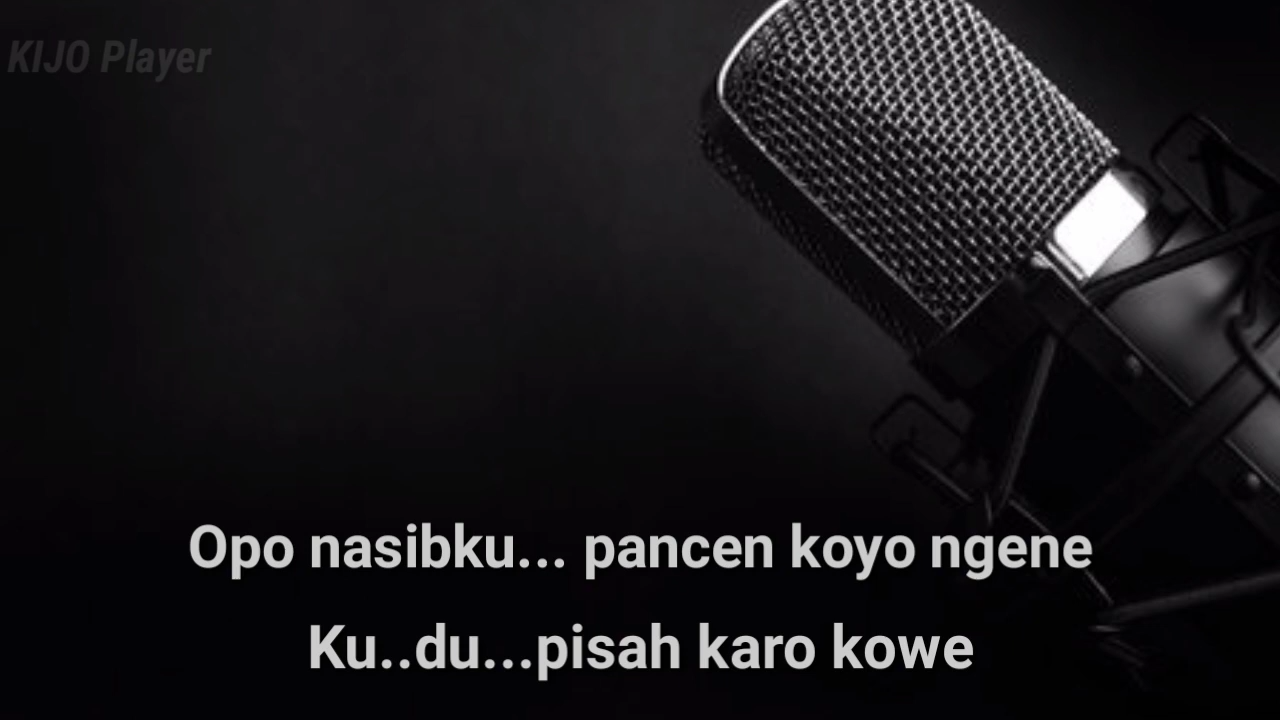 KIJO Player
Opo nasibku... pancen koyo ngene
Ku..du...pisah karo kowe